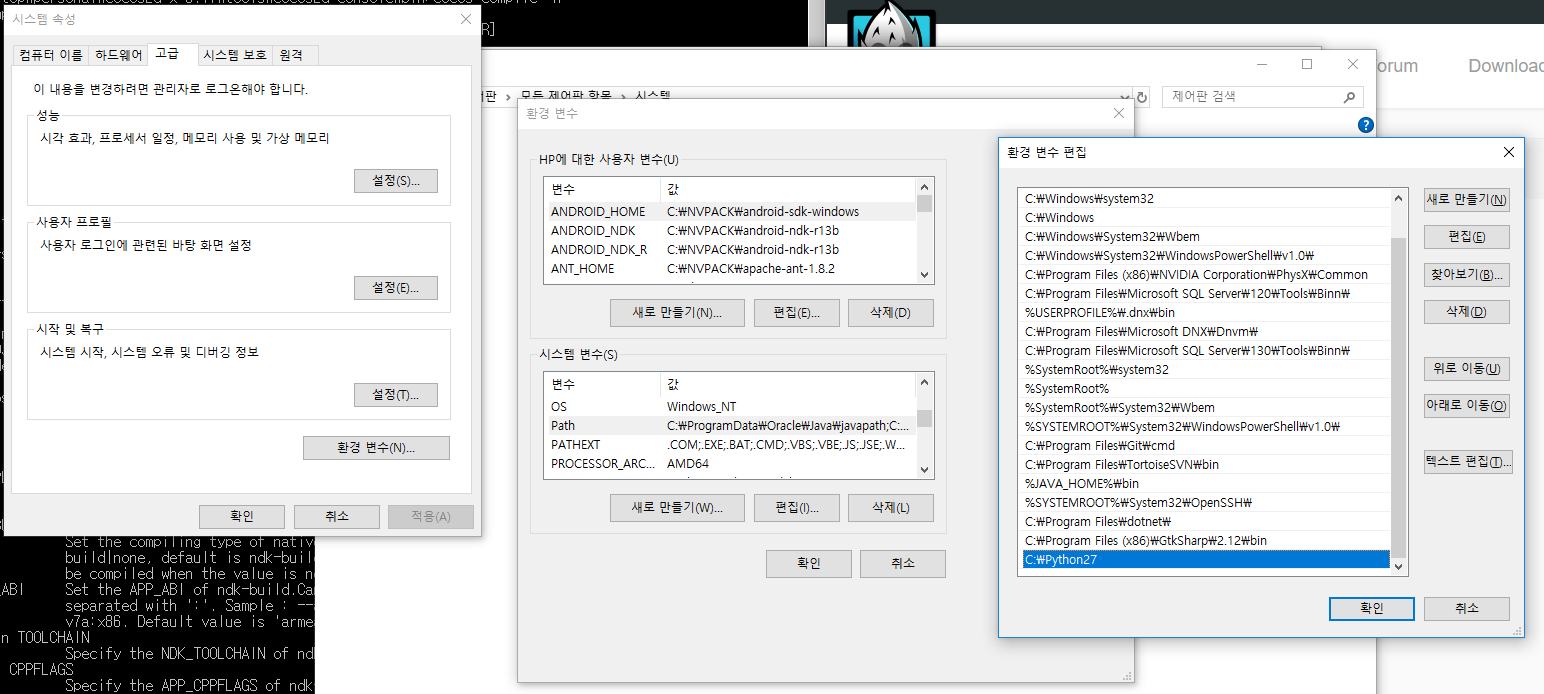 시스템 속성
컴퓨터 이름
하드웨어
고급
시스템 보호
원격
이 내용을 변경하려면 관리자로 로그온해야 합니다.
성능
시각 효과, 프로세서 일정, 메모리 사용 및 가상 메모리
설정(S)...
사용자 프로필
사용자 로그인에 관련된 바탕 화면 설정
설정(E)...
시작 및 복구
시스템 시작, 시스템 오류 및 디버깅 정보
설정(T)...
환경 변수(N)...
확인
취소
적용(A)
R]
Set the compiling type of native
build|none, default is ndk-buil
be compiled when the value is n
ABI Set the APP_ABI of ndk-build.Can
separated with ':'. Sample : --a
v7a:x86. Default value is 'armea
n TOOLCHAIN
Specify the NDK_TOOLCHAIN of nd
CPPFLAGS
Specify the APP_CPPFLAGS of ndk
orum
Download
판 › 모든 제어판 항목 › 시스템
제어판 검색
환경 변수
HP에 대한 사용자 변수(U)
변수 값
ANDROID_HOME C:₩NVPACK₩android-sdk-windows
ANDROID_NDK C:₩NVPACK₩android-ndk-r13b
ANDROID_NDK_R C:₩NVPACK₩android-ndk-r13b
ANT_HOME C:₩NVPACK₩apache-ant-1.8.2
새로 만들기(N)...
편집(E)...
삭제(D)
시스템 변수(S)
변수 값
OS Windows_NT
Path C:₩ProgramData₩Oracle₩Java₩javapath;C:...
PATHEXT .COM;.EXE;.BAT;.CMD;.VBS;.VBE;.JS;.JSE;.W...
PROCESSOR_ARC... AMD64
새로 만들기(W)...
편집(I)...
삭제(L)
확인
취소
환경 변수 편집
C:₩Windows₩system32
C:₩Windows
C:₩Windows₩System32₩Wbem
C:₩Windows₩System32₩WindowsPowerShell₩v1.0₩
C:₩Program Files (x86)₩NVIDIA Corporation₩PhysX₩Common
C:₩Program Files₩Microsoft SQL Server₩120₩Tools₩Binn₩
%USERPROFILE%₩.dnx₩bin
C:₩Program Files₩Microsoft DNX₩Dnvm₩
C:₩Program Files₩Microsoft SQL Server₩130₩Tools₩Binn₩
%SystemRoot%₩system32
%SystemRoot%
%SystemRoot%₩System32₩Wbem
%SYSTEMROOT%₩System32₩WindowsPowerShell₩v1.0₩
C:₩Program Files₩Git₩cmd
C:₩Program Files₩TortoiseSVN₩bin
%JAVA_HOME%₩bin
%SYSTEMROOT%₩System32₩OpenSSH₩
C:₩Program Files₩dotnet₩
C:₩Program Files (x86)₩GtkSharp₩2.12₩bin
C:₩Python27
새로 만들기(N)
편집(E)
찾아보기(B)...
삭제(D)
위로 이동(U)
아래로 이동(O)
텍스트 편집(T)...
확인
취소